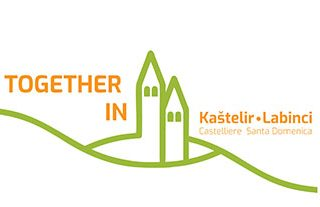 TOGETHER
IN
Kaštelir•Labinci
Castelliere Santa Domenica